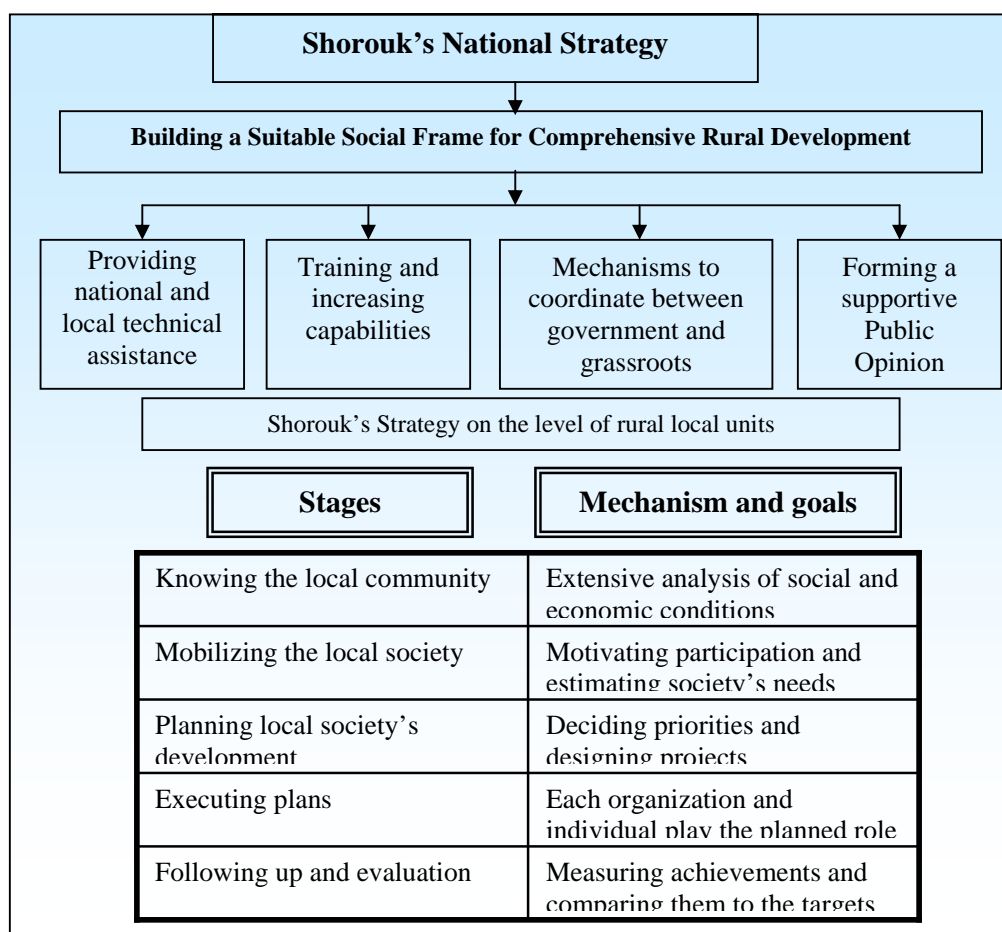 Shorouk’s National Strategy
Building a Suitable Social Frame for Comprehensive Rural Development
Providing
national and
local technical
assistance
Training and
increasing
capabilities
Mechanisms to
coordinate between
government and
grassroots
Forming a
supportive
Public
Opinion
Shorouk’s Strategy on the level of rural local units
Stages
Mechanism and goals
Knowing the local community
Extensive analysis of social and
economic conditions
Mobilizing the local society
Motivating participation and
estimating society’s needs
Planning local society’s
development
Deciding priorities and
designing projects
Executing plans
Each organization and
individual play the planned role
Following up and evaluation
Measuring achievements and
comparing them to the targets